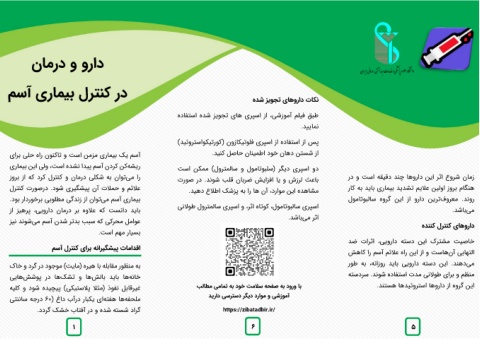 دارو و درمان
در کنترل بیماری آسم
آسم یک بیماری مزمن است و تاکنون راه حلی برای
ریشه‌کن کردن آسم پیدا نشده است، ولی این بیماری
را می‌توان به شکلی درمان و کنترل کرد که از بروز
علائم و حملات آن پیشگیری شود. درصورت کنترل
بیماری آسم می‌توان از زندگی مطلوبی برخوردار بود.
باید دانست که علاوه بر درمان دارویی، پرهیز از
عوامل محرکی که سبب بدتر شدن آسم می‌شوند نیز
بسیار مهم است.
اقدامات پیشگیرانه برای کنترل آسم
به منظور مقابله با هیره (مایت) موجود در گرد و خاک
خانه‌ها باید بالش‌ها و تشک‌ها در پوشش‌هایی
غیرقابل نفوذ (مثلا پلاستیکی) پیچیده شود و کلیه
ملحفه‌ها هفته‌ای یکبار درآب داغ (۶۰ درجه سانتی
گراد شسته شده و در آفتاب خشک گردد.
۱
نکات داروهای تجویز شده
طبق فیلم آموزشی، از اسپری های تجویز شده استفاده
نمایید.
پس از استفاده از اسپری فلوتیکازون (کورتیکواستروئید)
از شستن دهان خود اطمینان حاصل کنید.
دو اسپری دیگر (سلبوتامول و سالمترول) ممکن است
باعث لرزش و یا افزایش ضربان قلب شوند. در صورت
مشاهده این موارد، آن ها را به پزشک اطلاع دهید.
اسپری سالبوتامول، کوتاه اثر، و اسپری سالمترول طولانی
اثر می‌باشد.
با ورود به صفحه سلامت خود به تمامی مطالب
آموزشی و موارد دیگر دسترسی دارید
https://zibatadbir.ir/
۶
زمان شروع اثر این داروها چند دقیقه است و در
هنگام بروز اولین علایم تشدید بیماری باید به کار
روند. معروف‌ترین دارو از این گروه سالبوتامول
می‌باشد.
داروهای کنترل کننده
خاصیت مشترک این دسته دارویی، اثرات ضد
التهابی آن‌هاست و از این راه علائم آسم را کاهش
می‌دهند. این دسته دارویی باید روزانه، به طور
منظم و برای طولانی مدت استفاده شوند. سردسته
این گروه از داروها استروئیدها هستند.
۵